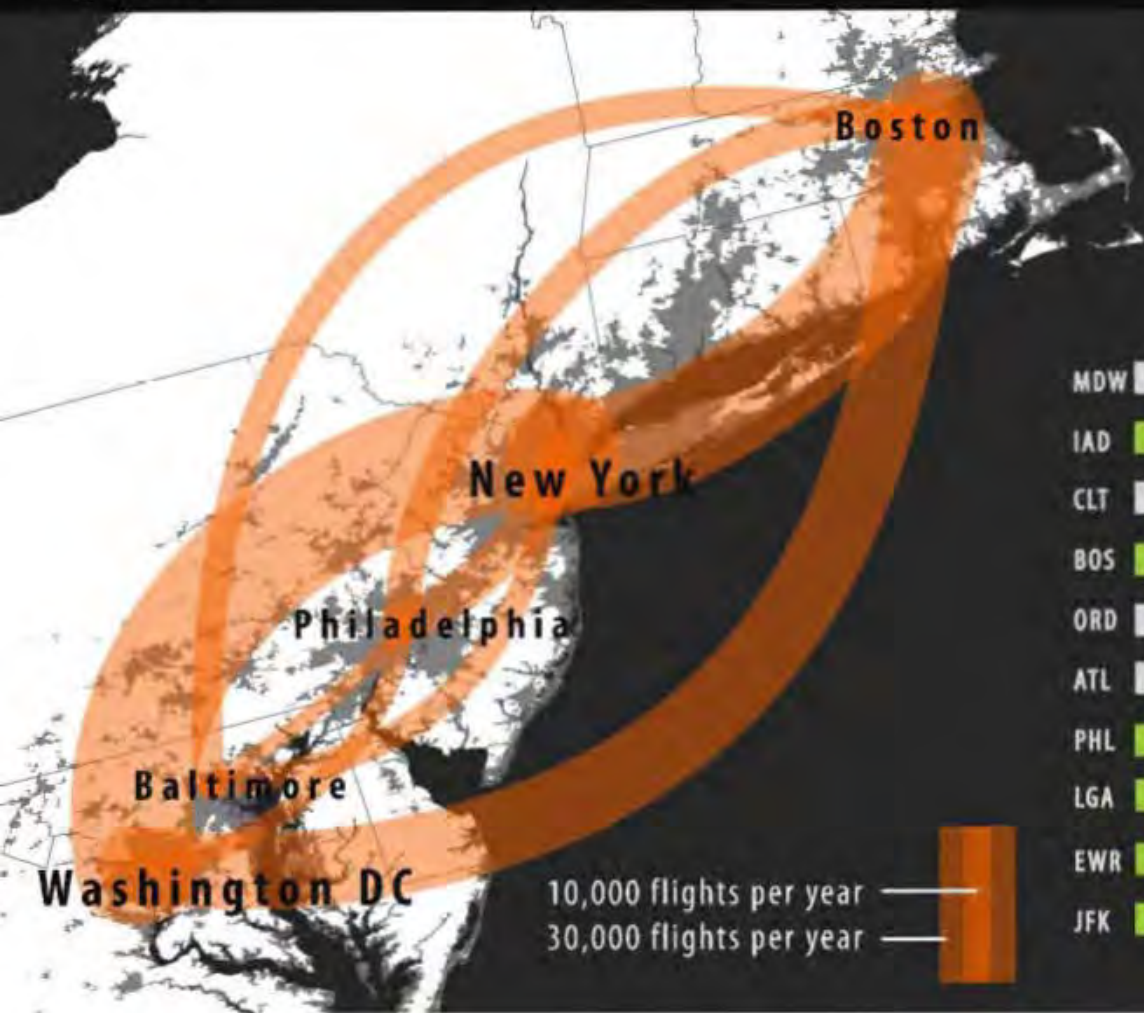 Boston
New York
Philadelphia
Baltimore
Washington DC
10,000 flights per year
30,000 flights per year
MDW
IAD
CLT
BOS
ORD
ATL
PHL
LGA
EWR
JFK